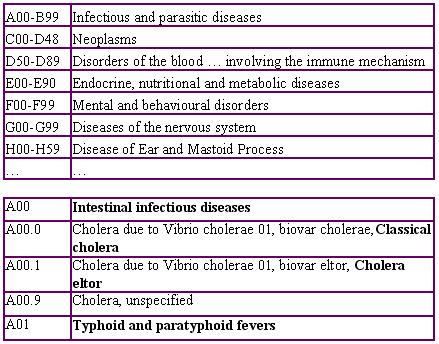 A00-B99 Infectious and parasitic diseases
C00-D48 Neoplasms
D50-D89 Disorders of the blood … involving the immune mechanism
E00-E90 Endocrine, nutritional and metabolic diseases
F00-F99 Mental and behavioural disorders
G00-G99 Diseases of the nervous system
H00-H59 Disease of Ear and Mastoid Process
… …
A00 Intestinal infectious diseases
A00.0 Cholera due to Vibrio cholerae 01, biovar cholerae, Classical
cholera
A00.1 Cholera due to Vibrio cholerae 01, biovar eltor, Cholera
eltor
A00.9 Cholera, unspecified
A01 Typhoid and paratyphoid fevers